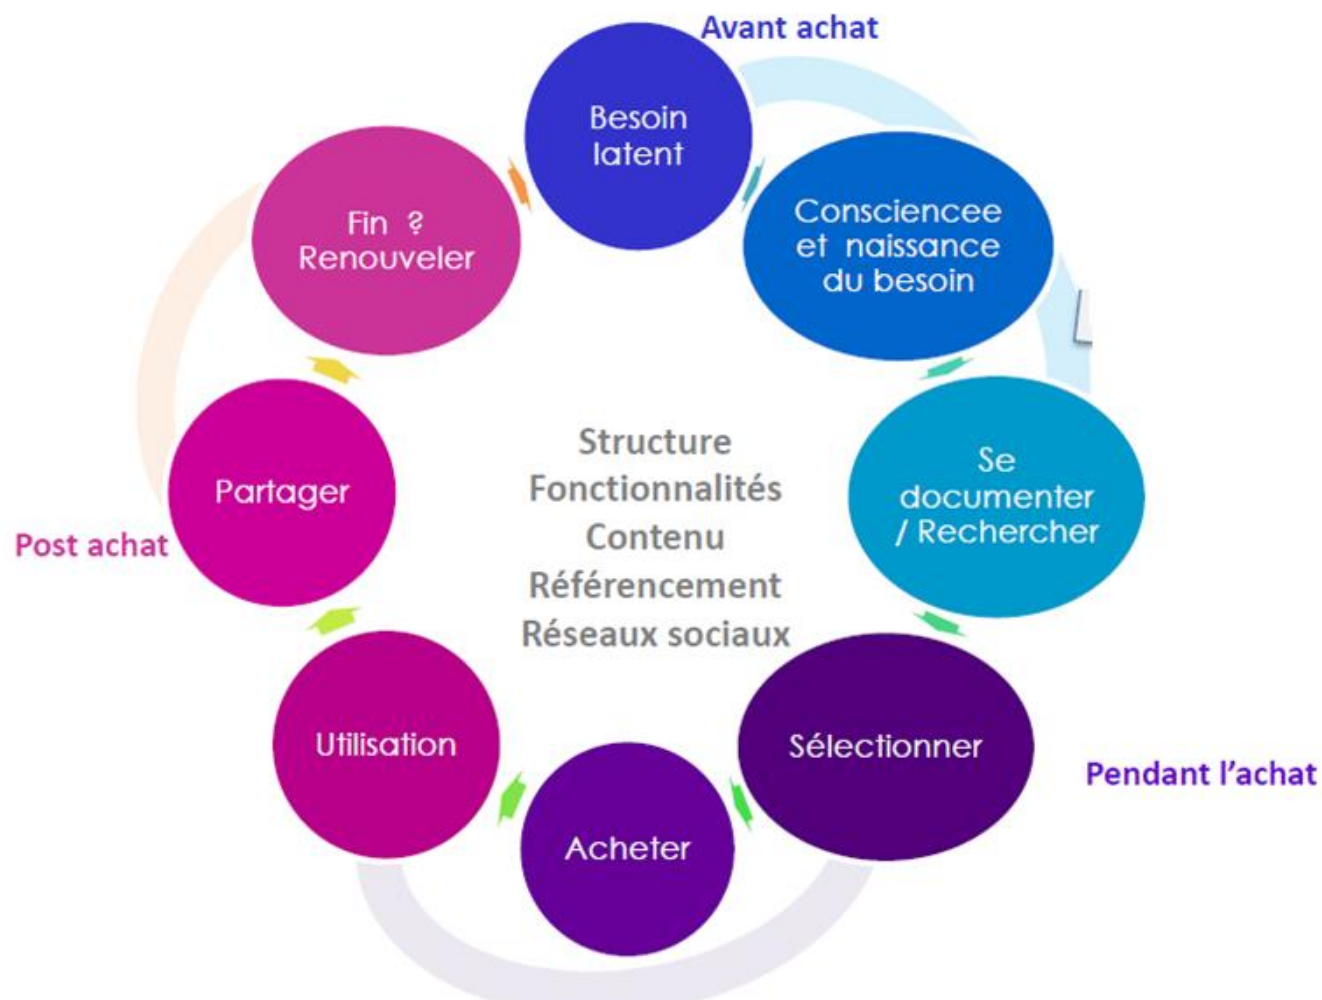 Avant achat
Besoin
latent
Consciencee
et naissance
du besoin
Se
documenter
/ Rechercher
Sélectionner
Pendant l’achat
Acheter
Utilisation
Partager
Post achat
Fin ?
Renouveler
Structure
Fonctionnalités
Contenu
Référencement
Réseaux sociaux